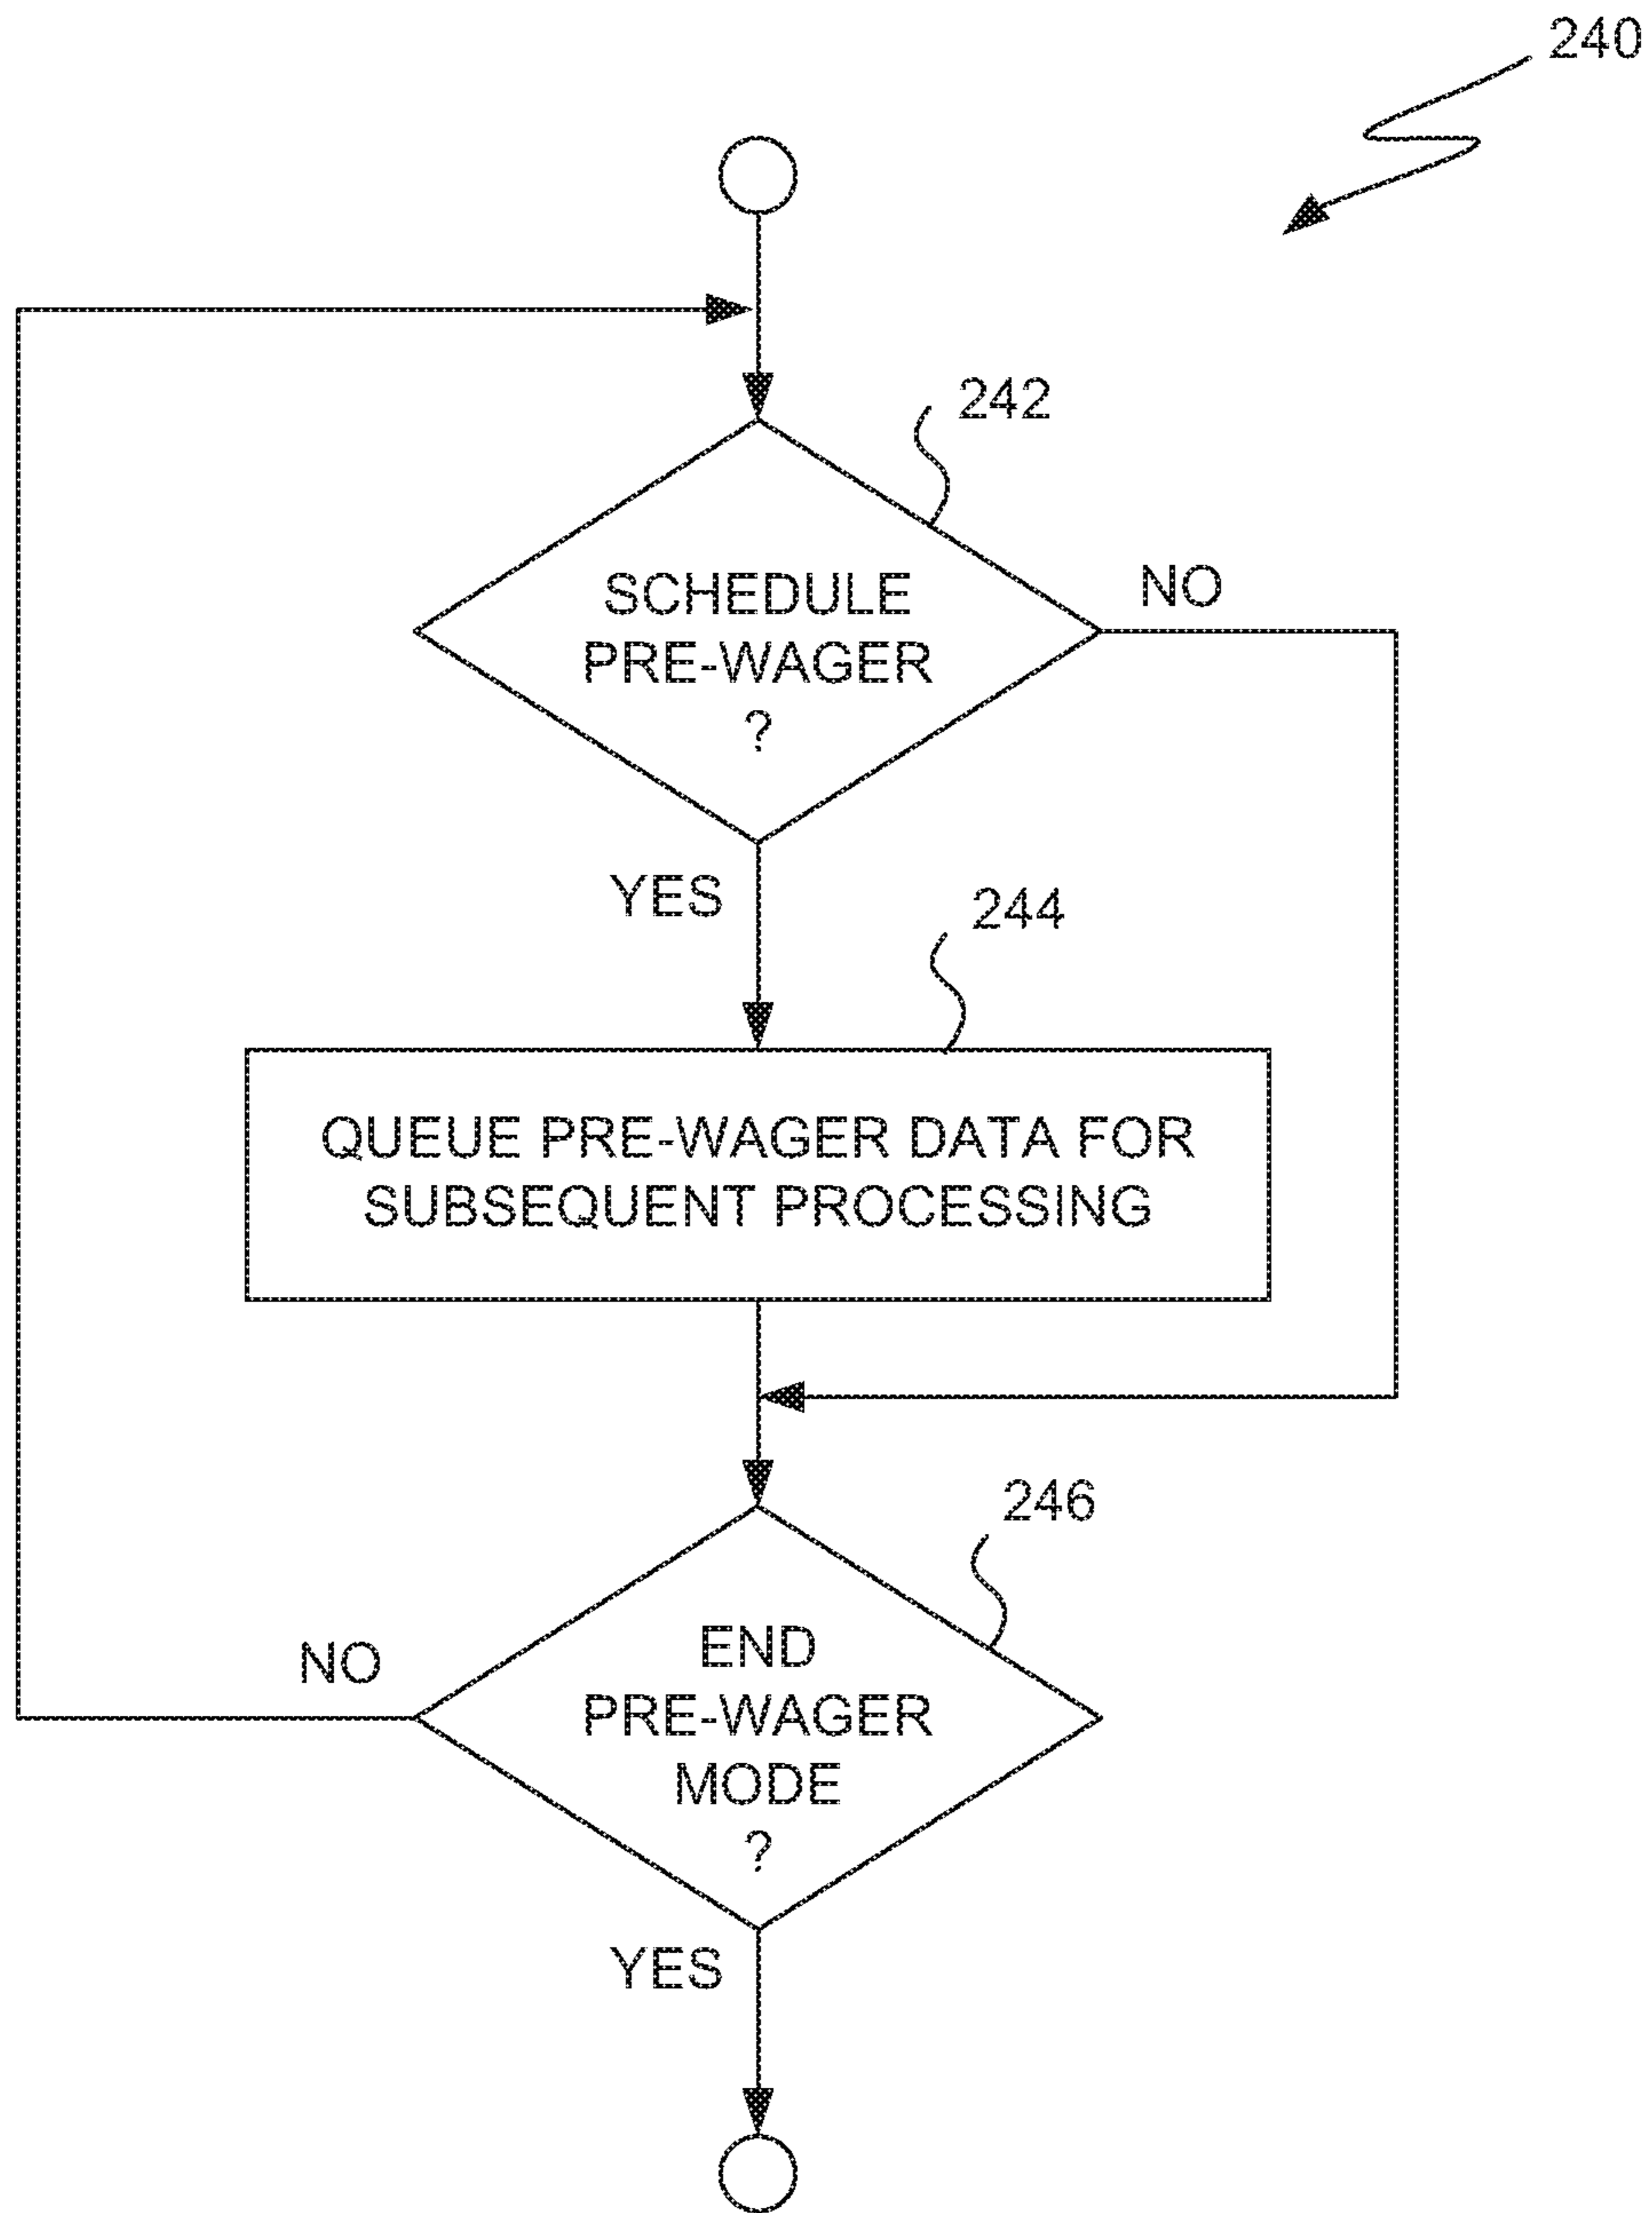 240
242
SCHEDULE
PRE-WAGER
?
NO
YES
244
QUEUE PRE-WAGER DATA FOR
SUBSEQUENT PROCESSING
246
END
PRE-WAGER
MODE
?
NO
YES